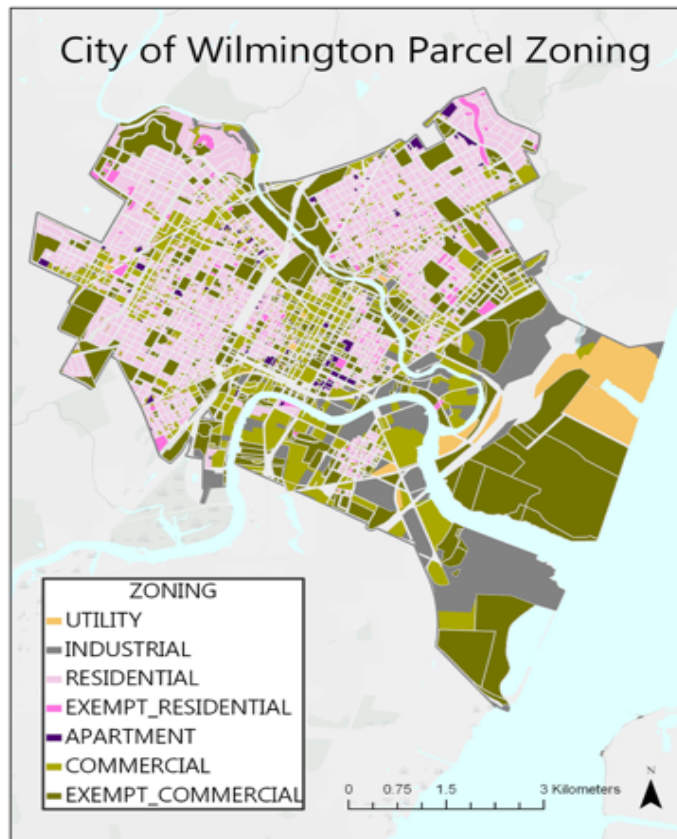 City of Wilmington Parcel Zoning
ZONING
UTILITY
INDUSTRIAL
RESIDENTIAL
EXEMPT_RESIDENTIAL
APARTMENT
COMMERCIAL
EXEMPT_COMMERCIAL
0 0.75 1.5 3 Kilometers
N